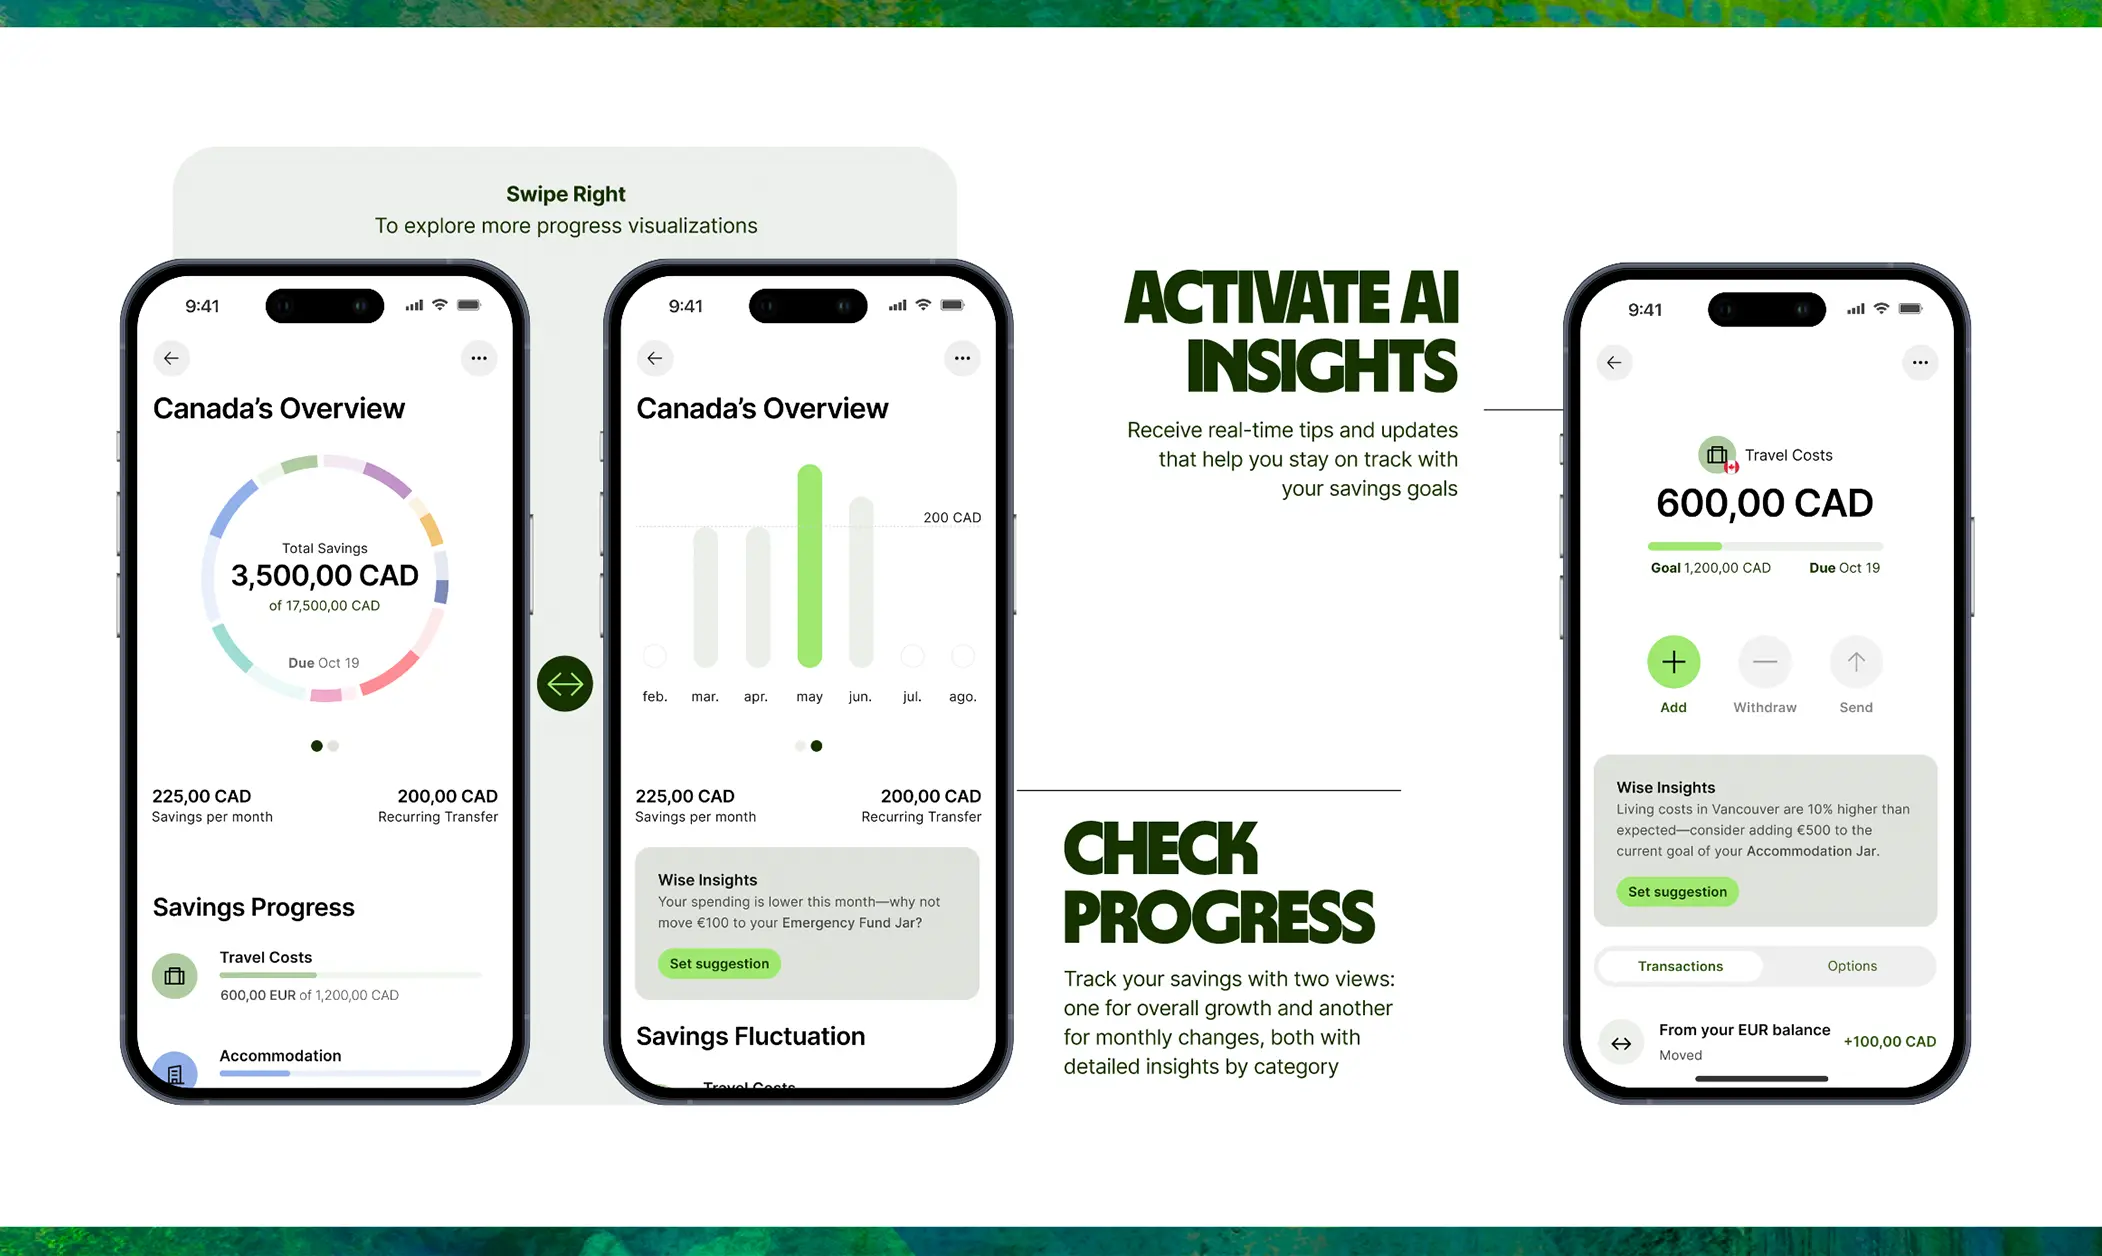 Swipe Right
To explore more progress visualizations
9:41
Canada's Overview
Total Savings
3,500,00 CAD
of 17,500,00 CAD
Due Oct 19
225,00 CAD
Savings per month
200,00 CAD
Recurring Transfer
Savings Progress
Travel Costs
600,00 EUR of 1,200,00 CAD
Accommodation
9:41
Canada's Overview
200 CAD
feb. mar. apr. may jun. jul. ago.
225,00 CAD
Savings per month
200,00 CAD
Recurring Transfer
Wise Insights
Your spending is lower this month—why not
move €100 to your Emergency Fund Jar?
Set suggestion
Savings Fluctuation
Travel Costs
ACTIVATE AI
INSIGHTS
Receive real-time tips and updates
that help you stay on track with
your savings goals
CHECK
PROGRESS
Track your savings with two views:
one for overall growth and another
for monthly changes, both with
detailed insights by category
9:41
Travel Costs
600,00 CAD
Goal 1,200,00 CAD
Due Oct 19
Add
Withdraw
Send
Wise Insights
Living costs in Vancouver are 10% higher than
expected—consider adding €500 to the
current goal of your Accommodation Jar.
Set suggestion
Transactions
Options
From your EUR balance
Moved
+100,00 CAD